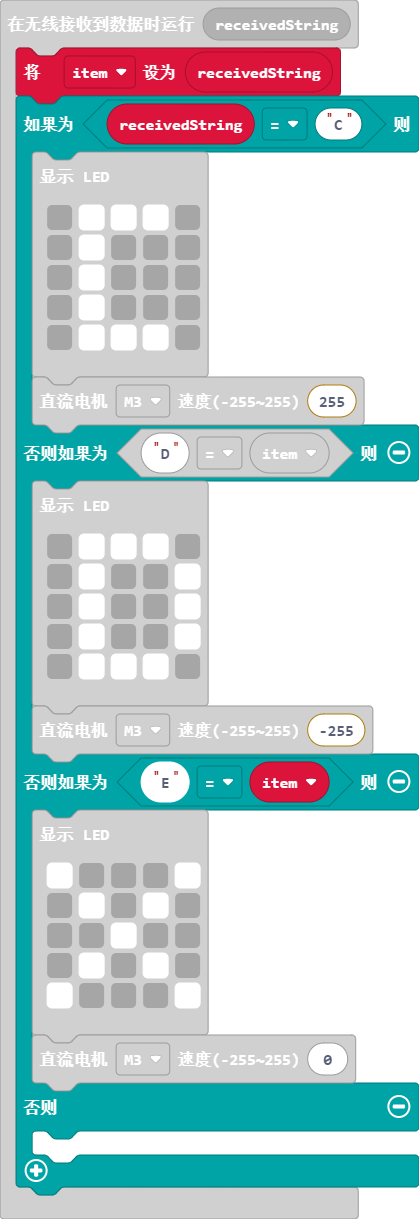 在无线接收到数据时运行 receivedString
将 item 设为 receivedString
如果为 receivedString = "C" 则
显示 LED
直流电机 M3 速度(-255~255) 255
否则如果为 "D" = item 则
显示 LED
直流电机 M3 速度(-255~255) -255
否则如果为 "E" = item 则
显示 LED
直流电机 M3 速度(-255~255) 0
否则